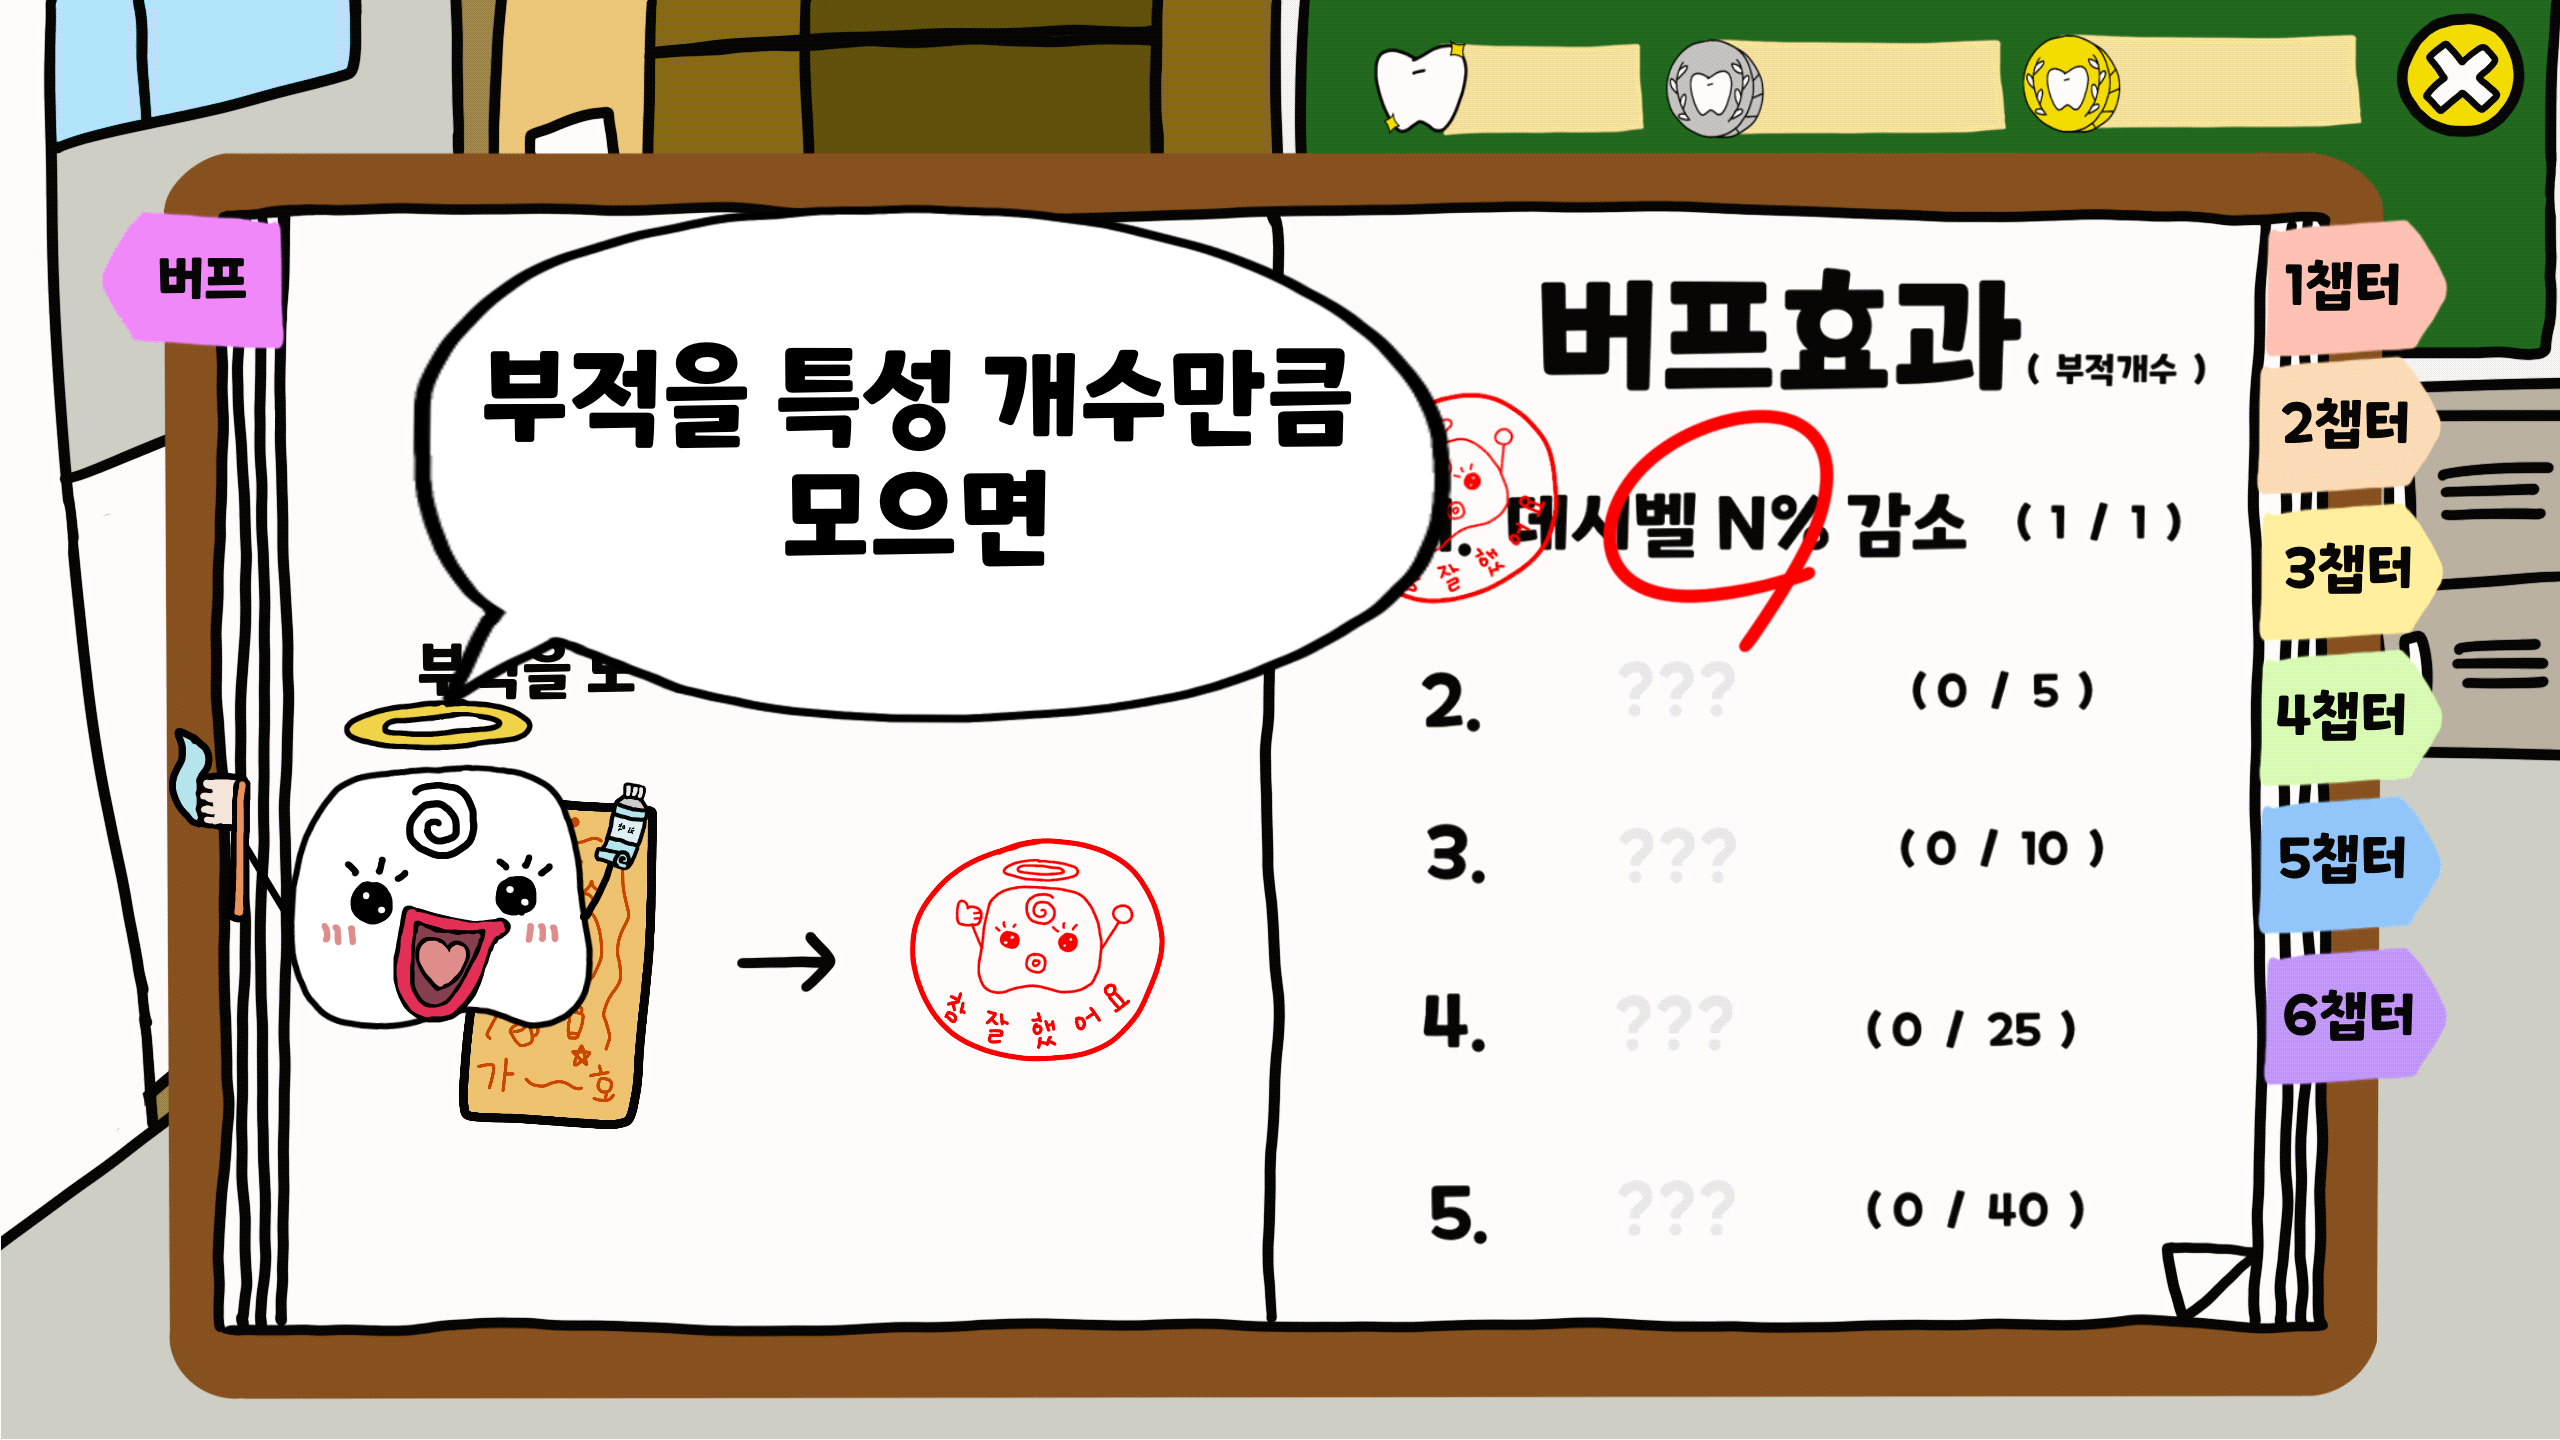 버프
부적을 특성 개수만큼
모으면
부적을 모
가 호
참 잘 했 어 요
버프효과 ( 부적개수 )
1. 데시벨 N% 감소 ( 1 / 1 )
잘 했 어 요
2. ??? ( 0 / 5 )
3. ??? ( 0 / 10 )
4. ??? ( 0 / 25 )
5. ??? ( 0 / 40 )
1챕터
2챕터
3챕터
4챕터
5챕터
6챕터